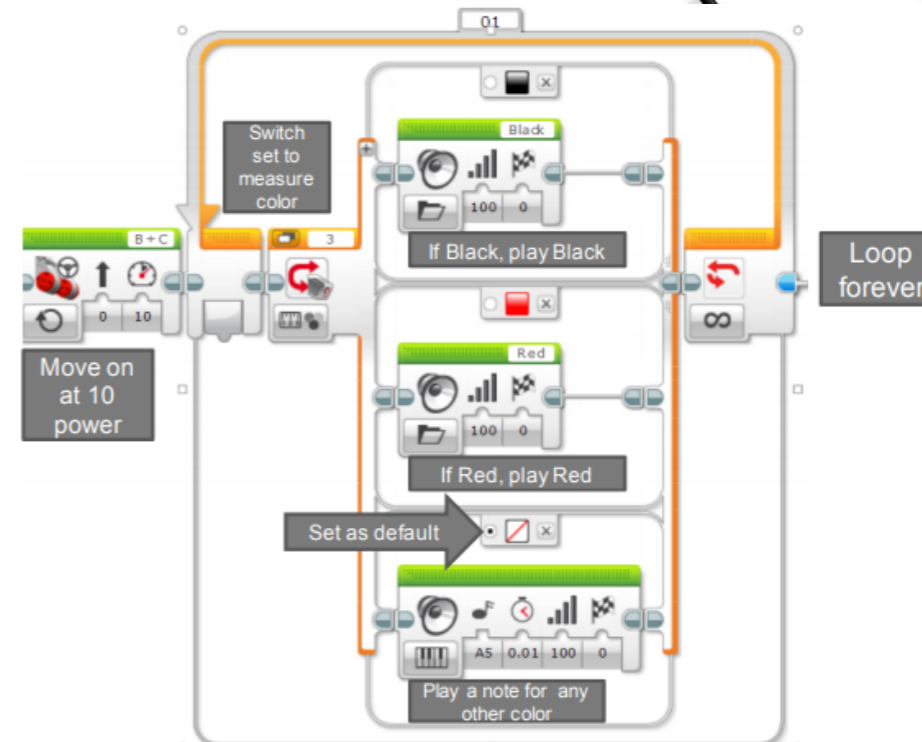 01
Switch
set to
measure
color
Black
100 0
If Black, play Black
B+C
3
0 10
∞
Loop
forever
Move on
at 10
power
Red
100 0
If Red, play Red
Set as default
A5 0.01 100 0
Play a note for any
other color